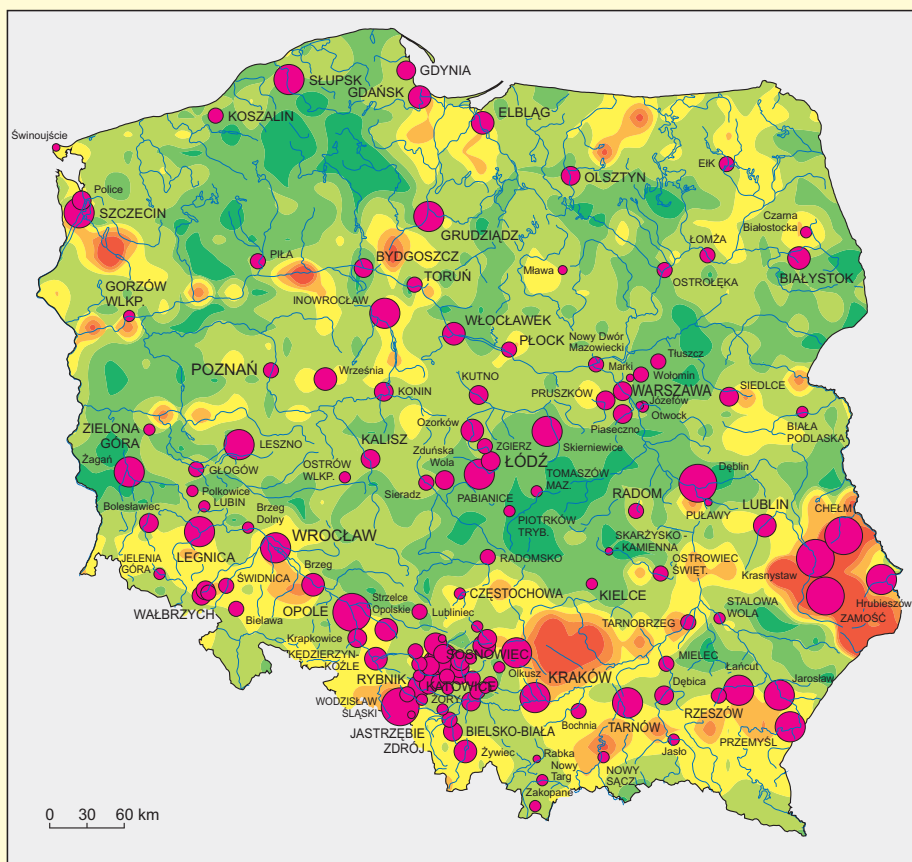 GDYNIA
SŁUPSK
GDAŃSK
KOSZALIN
ELBLĄG
Świnoujście
EłK
OLSZTYN
Police
SZCZECIN
Czarna
Białostocka
GRUDZIĄDZ
ŁOMŻA
PIŁA
BYDGOSZCZ
Mława
BIAŁYSTOK
TORUŃ
OSTROŁĘKA
GORZÓW
WLKP.
INOWROCŁAW
WŁOCŁAWEK
PŁOCK
Nowy Dwór
Mazowiecki
Tłuszcz
POZNAŃ
Września
Marki
Wołomin
KUTNO
WARSZAWA
KONIN
PRUSZKÓW
SIEDLCE
Józefów
Otwock
Piaseczno
BIAŁA
PODLASKA
ZIELONA
GÓRA
Ozorków
LESZNO
KALISZ
Skierniewice
ZGIERZ
Żagań
Zduńska
Wola
ŁÓDŹ
OSTRÓW
WLKP.
GŁOGÓW
TOMASZÓW
MAZ.
Dęblin
Sieradz
PABIANICE
Polkowice
LUBIN
RADOM
PUŁAWY
LUBLIN
CHEŁM
Bolesławiec
Brzeg
Dolny
PIOTRKÓW
TRYB.
WROCŁAW
SKARŻYSKO -
- KAMIENNA
LEGNICA
RADOMSKO
JELENIA
GÓRA
OSTROWIEC
ŚWIĘT.
Krasnystaw
ŚWIDNICA
Brzeg
Hrubieszów
CZĘSTOCHOWA
KIELCE
WAŁBRZYCH
Strzelce
Opolskie
Lubliniec
STALOWA
WOLA
ZAMOŚĆ
Bielawa
OPOLE
TARNOBRZEG
Krapkowice
KĘDZIERZYN-
KOŹLE
SOSNOWIEC
MIELEC
Olkusz
KRAKÓW
Łańcut
RYBNIK
KATOWICE
Dębica
Jarosław
WODZISŁAW
ŚLĄSKI
ŻORY
Bochnia
RZESZÓW
TARNÓW
JASTRZĘBIE
ZDRÓJ
BIELSKO-BIAŁA
PRZEMYŚL
Jasło
Żywiec
Rabka
Nowy
Targ
NOWY
SĄCZ
Zakopane
0 30 60 km